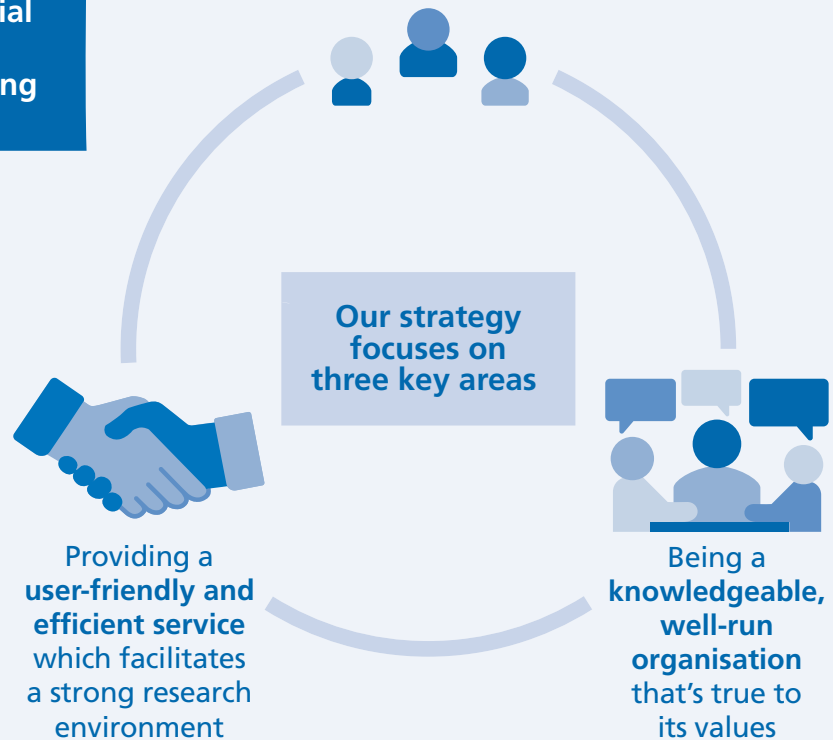 Our strategy
focuses on
three key areas
Providing a
user-friendly and
efficient service
which facilitates
a strong research
environment
Being a
knowledgeable,
well-run
organisation
that's true to
its values